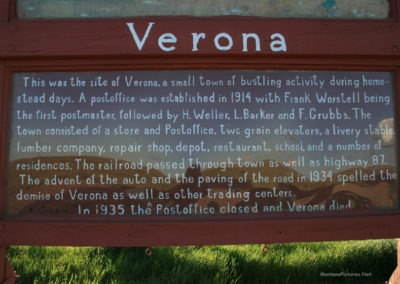 Verona
This was the site of Verona, a small town of bustling activity during home-
stead days. A postoffice was established in 1914 with Frank Worstell being
the first postmaster, followed by H. Weller, L. Barker and F. Grubbs. The
town consisted of a store and Postoffice, two grain elevators, a livery stable,
lumber company, repair shop, depot, restaurant, school, and a number of
residences. The railroad passed through town as well as highway 87.
The advent of the auto and the paving of the road in 1934 spelled the
demise of Verona as well as other trading centers.
In 1935 the Postoffice closed and Verona died.
MontanaPictures.Net